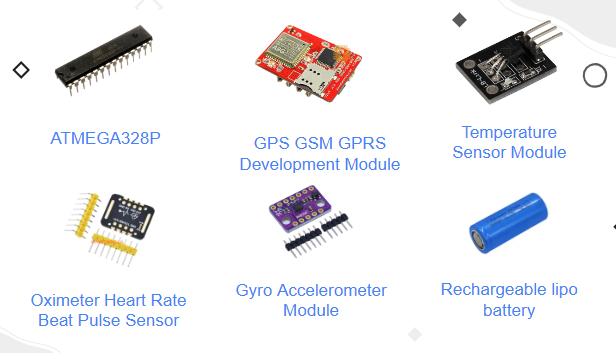 ATMEGA328P
GPS GSM GPRS
Development Module
Temperature
Sensor Module
Oximeter Heart Rate
Beat Pulse Sensor
Gyro Accelerometer
Module
Rechargeable lipo
battery